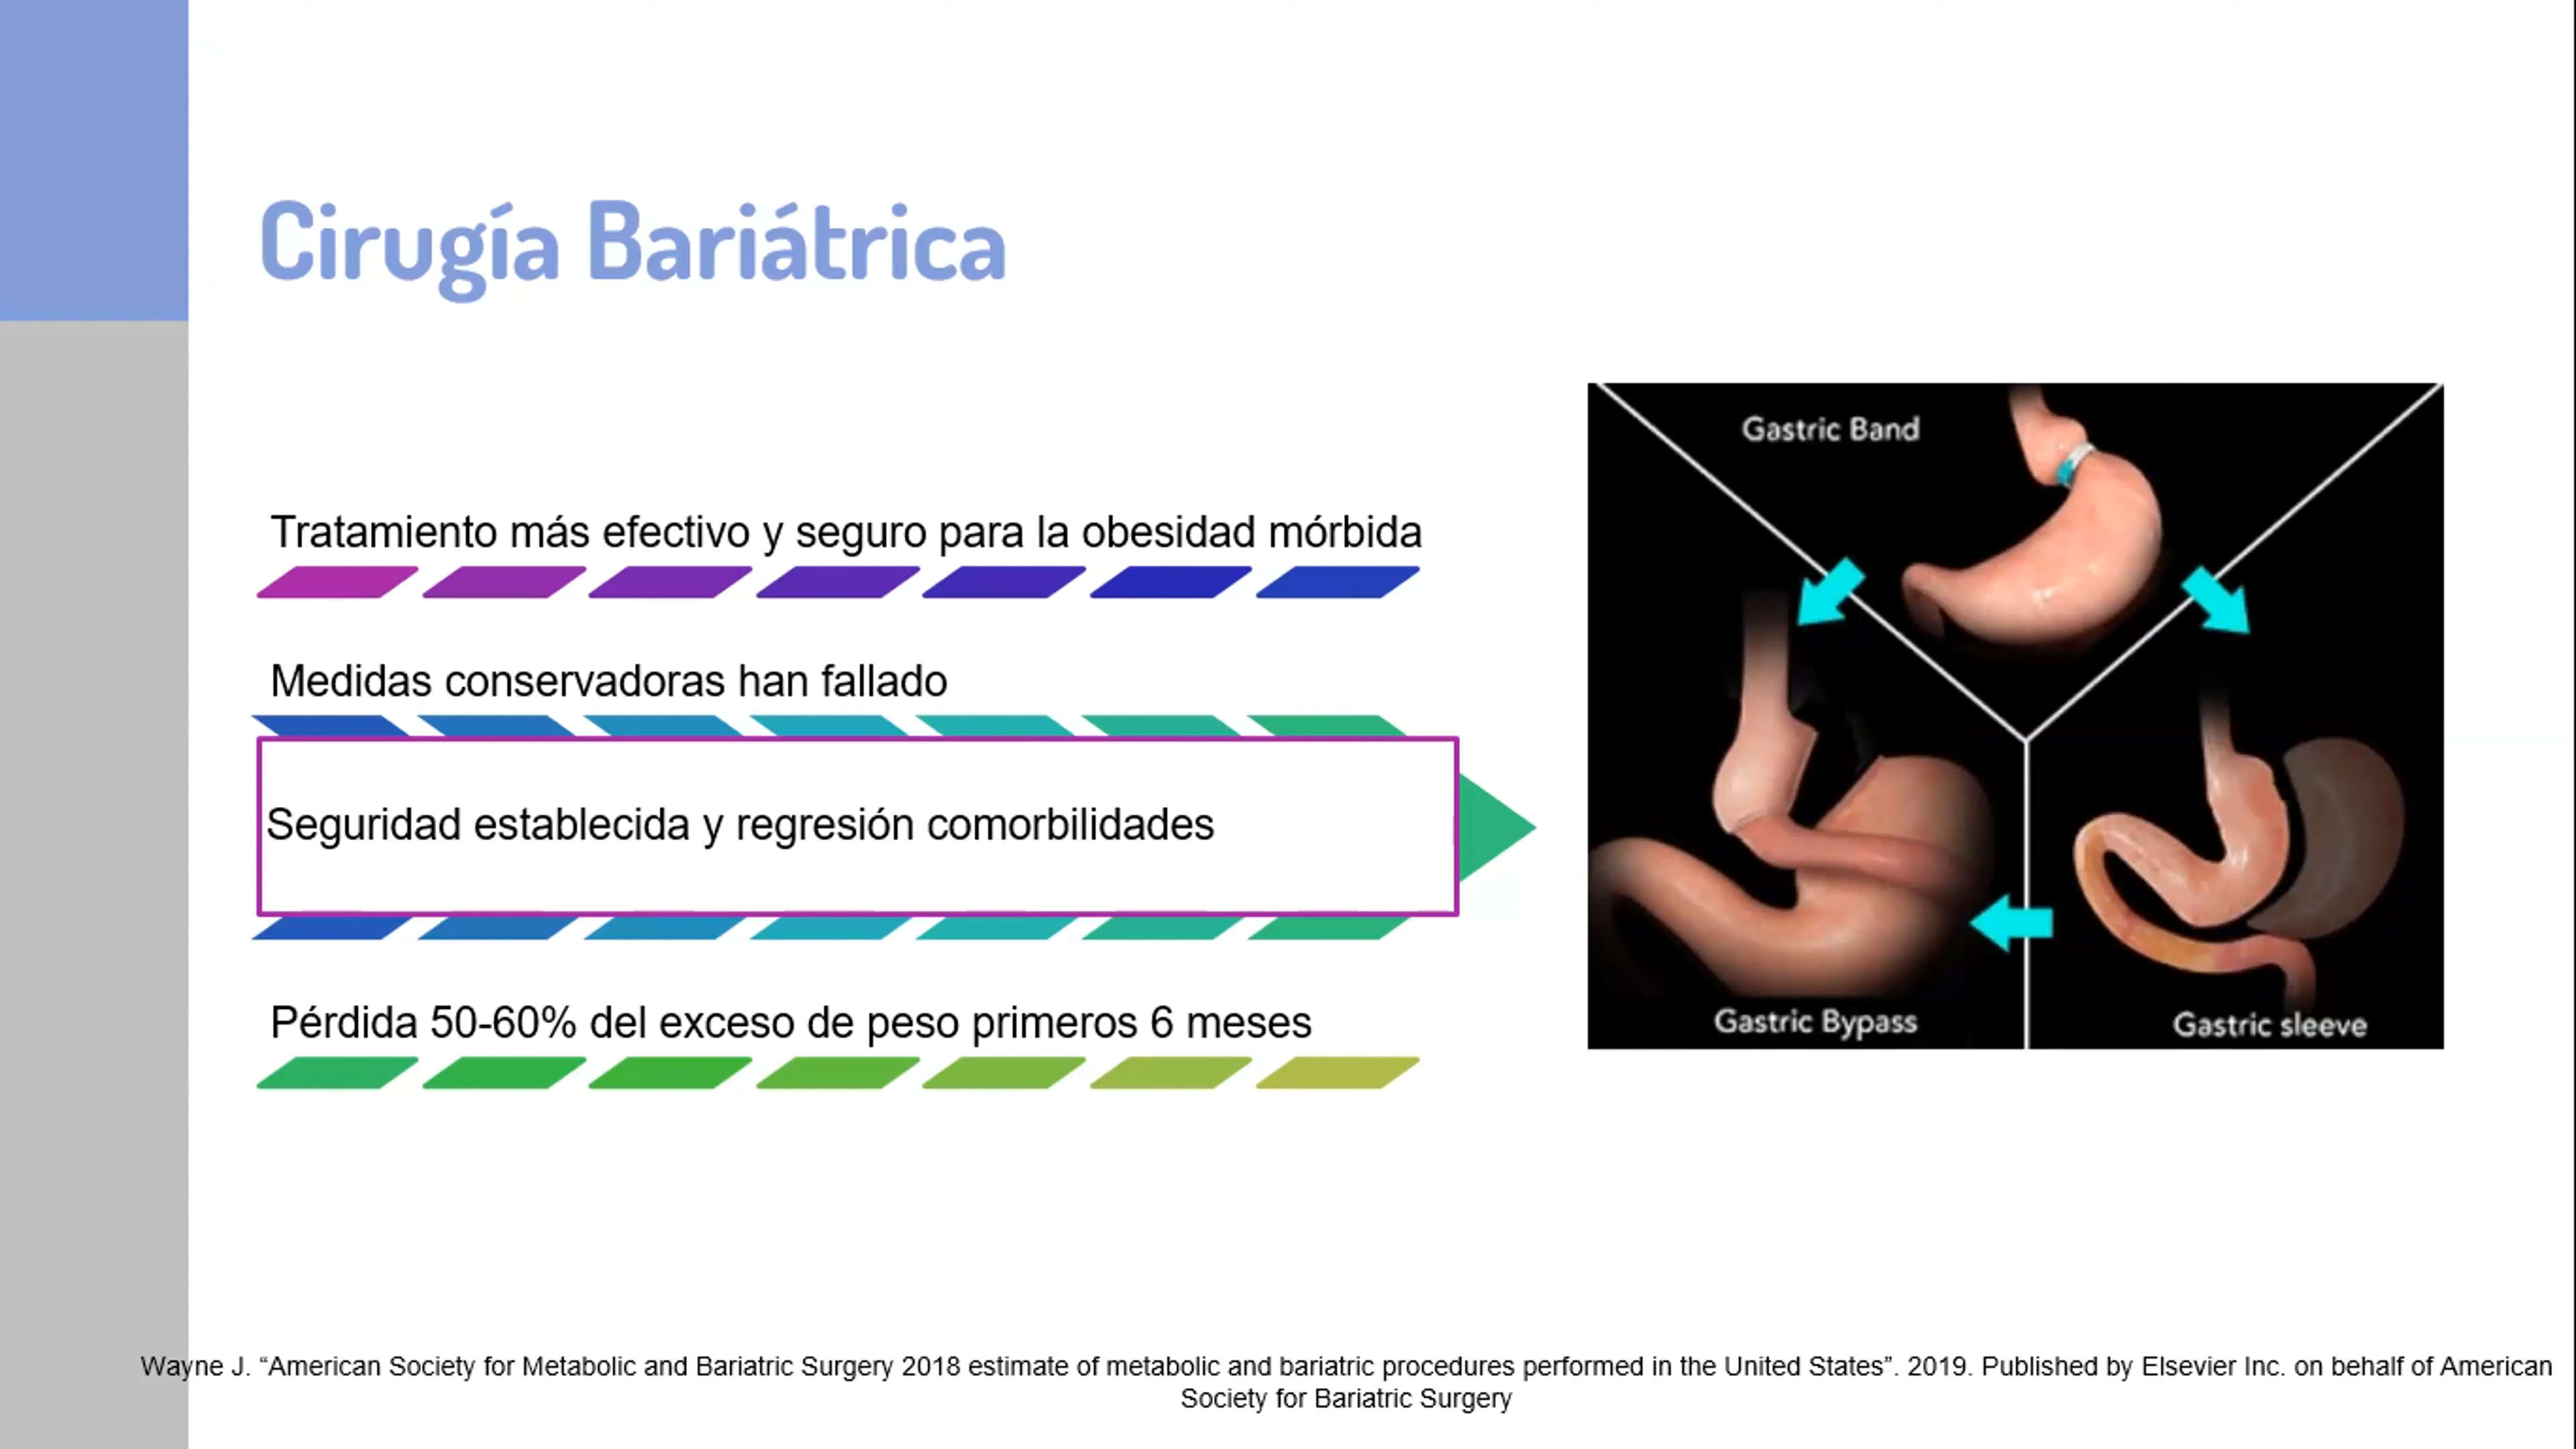 Cirugía Bariátrica
Tratamiento más efectivo y seguro para la obesidad mórbida
Medidas conservadoras han fallado
Seguridad establecida y regresión comorbilidades
Pérdida 50-60% del exceso de peso primeros 6 meses
Gastric Band
Gastric Bypass
Gastric sleeve
Wayne J. “American Society for Metabolic and Bariatric Surgery 2018 estimate of metabolic and bariatric procedures performed in the United States”. 2019. Published by Elsevier Inc. on behalf of American
Society for Bariatric Surgery